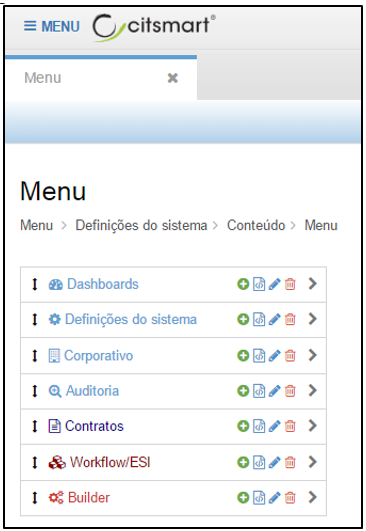 MENU citsmart®
Menu
Menu
Menu > Definições do sistema > Conteúdo > Menu
Dashboards
Definições do sistema
Corporativo
Auditoria
Contratos
Workflow/ESI
Builder